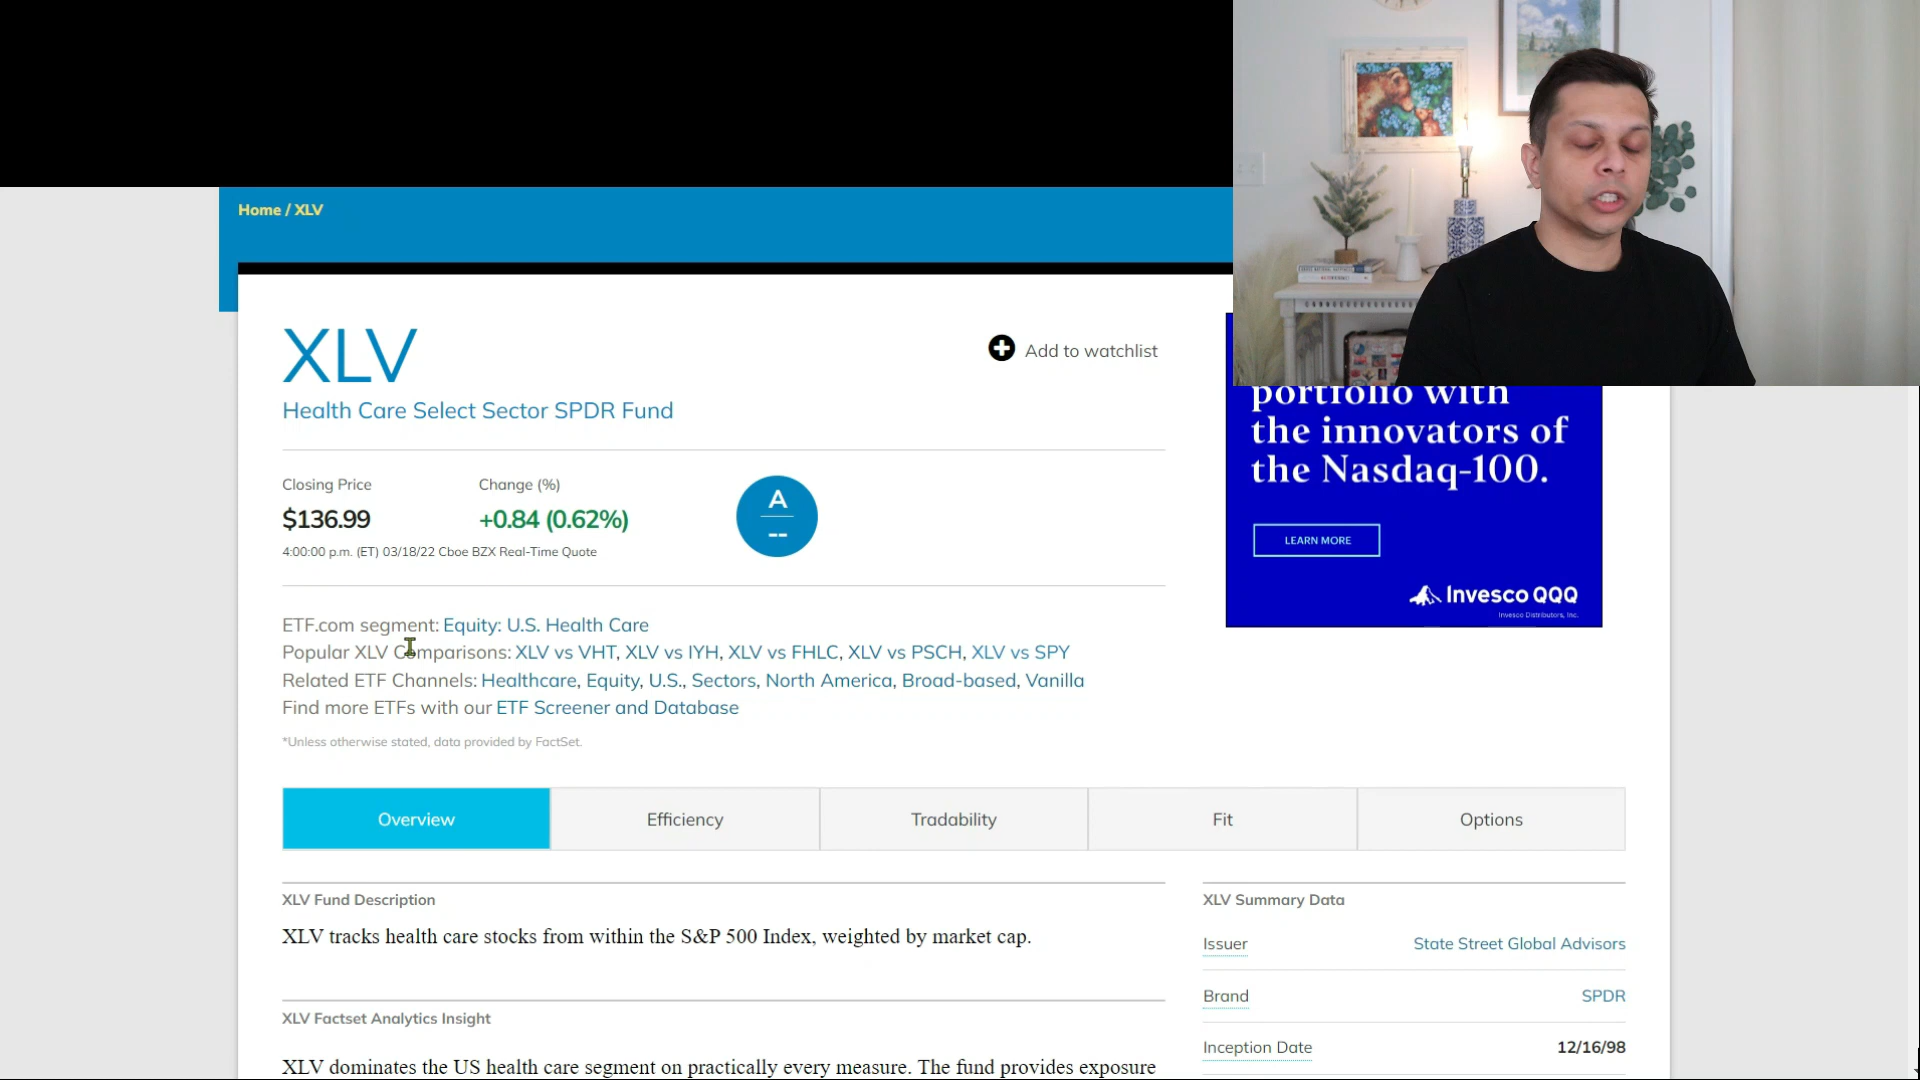 Home / XLV
XLV
Add to watchlist
Health Care Select Sector SPDR Fund
Closing Price
Change (%)
$136.99
+0.84 (0.62%)
A
--
4:00:00 p.m. (ET) 03/18/22 Cboe BZX Real-Time Quote
portfolio with
the innovators of
the Nasdaq-100.
LEARN MORE
Invesco QQQ
Invesco Distributors, Inc.
ETF.com segment: Equity: U.S. Health Care
Popular XLV Comparisons: XLV vs VHT, XLV vs IYH, XLV vs FHLC, XLV vs PSCH, XLV vs SPY
Related ETF Channels: Healthcare, Equity, U.S., Sectors, North America, Broad-based, Vanilla
Find more ETFs with our ETF Screener and Database
*Unless otherwise stated, data provided by FactSet.
Overview
Efficiency
Tradability
Fit
Options
XLV Fund Description
XLV tracks health care stocks from within the S&P 500 Index, weighted by market cap.
XLV Factset Analytics Insight
XLV dominates the US health care segment on practically every measure. The fund provides exposure
XLV Summary Data
Issuer
State Street Global Advisors
Brand
SPDR
Inception Date
12/16/98